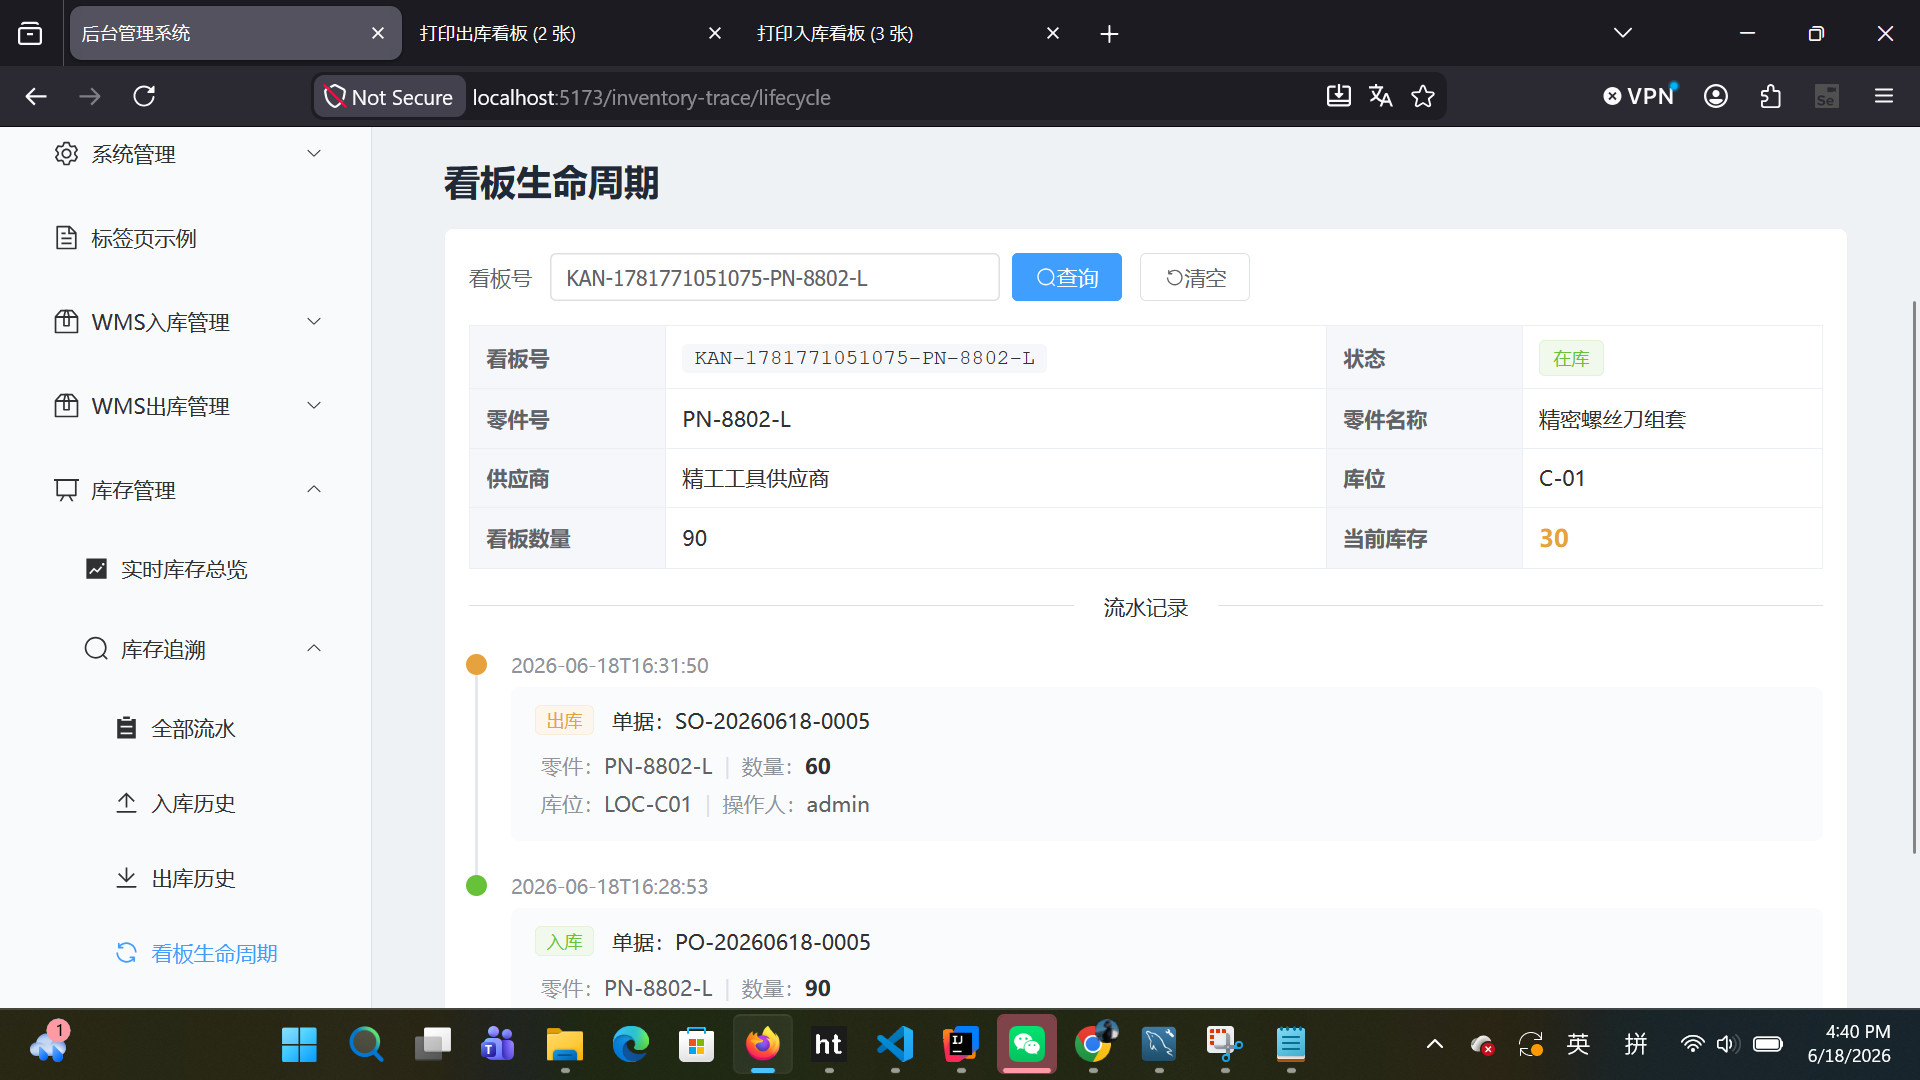 后台管理系统
打印出库看板 (2 张)
打印入库看板 (3 张)
Not Secure
localhost:5173/inventory-trace/lifecycle
VPN
Se
系统管理
标签页示例
WMS入库管理
WMS出库管理
库存管理
实时库存总览
库存追溯
全部流水
入库历史
出库历史
看板生命周期
看板生命周期
看板号
KAN-1781771051075-PN-8802-L
查询
清空
看板号
KAN-1781771051075-PN-8802-L
状态
在库
零件号
PN-8802-L
零件名称
精密螺丝刀组套
供应商
精工工具供应商
库位
C-01
看板数量
90
当前库存
30
流水记录
2026-06-18T16:31:50
出库 单据：SO-20260618-0005
零件：PN-8802-L | 数量：60
库位：LOC-C01 | 操作人：admin
2026-06-18T16:28:53
入库 单据：PO-20260618-0005
零件：PN-8802-L | 数量：90
1
ht
IJ
英
拼
4:40 PM
6/18/2026